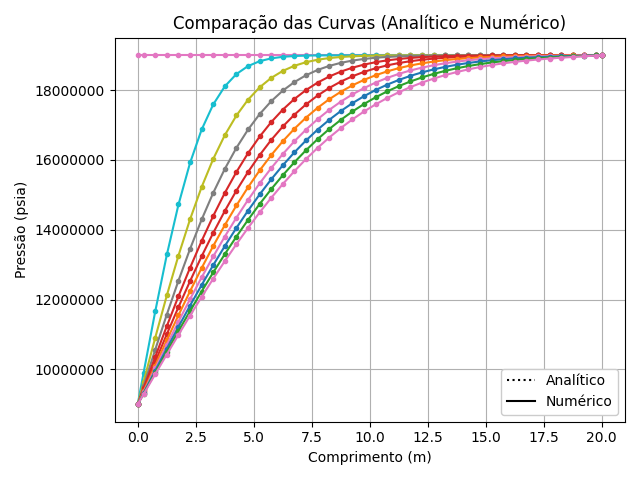 Comparação das Curvas (Analítico e Numérico)
Pressão (psia)
18000000
16000000
14000000
12000000
10000000
Analítico
Numérico
0.0 2.5 5.0 7.5 10.0 12.5 15.0 17.5 20.0
Comprimento (m)